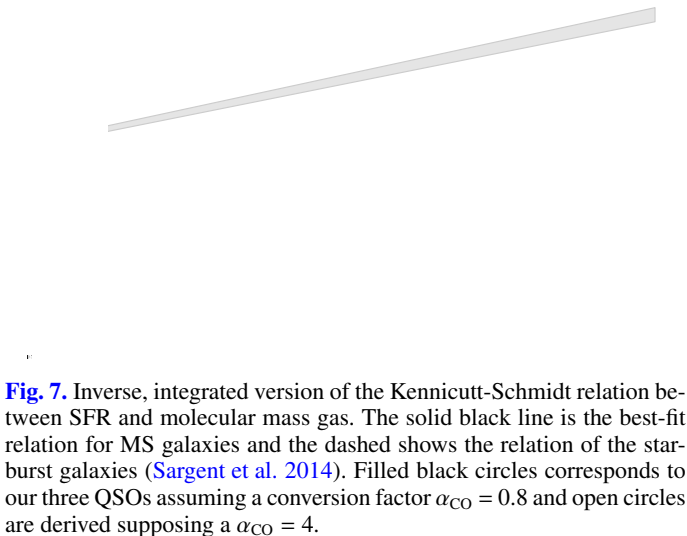 Fig. 7. Inverse, integrated version of the Kennicutt-Schmidt relation be-
tween SFR and molecular mass gas. The solid black line is the best-fit
relation for MS galaxies and the dashed shows the relation of the star-
burst galaxies (Sargent et al. 2014). Filled black circles corresponds to
our three QSOs assuming a conversion factor αCO = 0.8 and open circles
are derived supposing a αCO = 4.